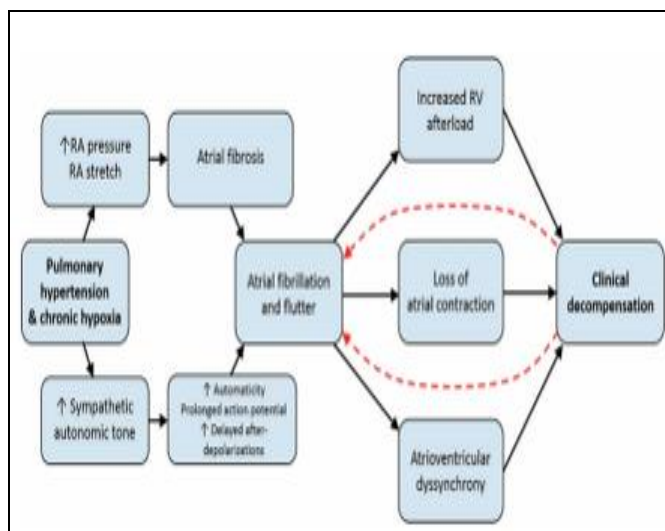 ↑RA pressure
RA stretch
Atrial fibrosis
Pulmonary
hypertension
& chronic hypoxia
↑ Sympathetic
autonomic tone
↑ Automaticity
Prolonged action potential
↑ Delayed after-
depolarizations
Atrial fibrillation
and flutter
Increased RV
afterload
Loss of
atrial contraction
Atrioventricular
dyssynchrony
Clinical
decompensation